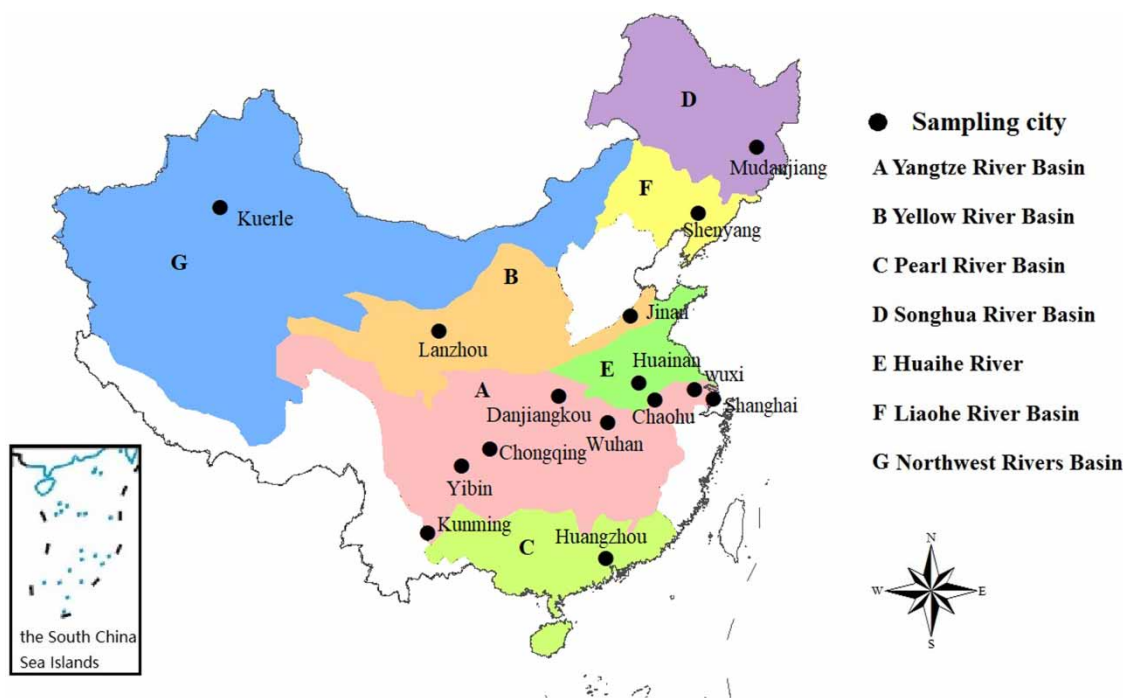 D
Mudanjiang
F
Shenyang
Kuerle
G
B
Jinan
Lanzhou
Huainan
E
wuxi
A
Shanghai
Danjiangkou
Chaohu
Wuhan
Chongqing
Yibin
Kunming
Huangzhou
C
Sampling city
A Yangtze River Basin
B Yellow River Basin
C Pearl River Basin
D Songhua River Basin
E Huaihe River
F Liaohe River Basin
G Northwest Rivers Basin
the South China
Sea Islands
N
W E
S